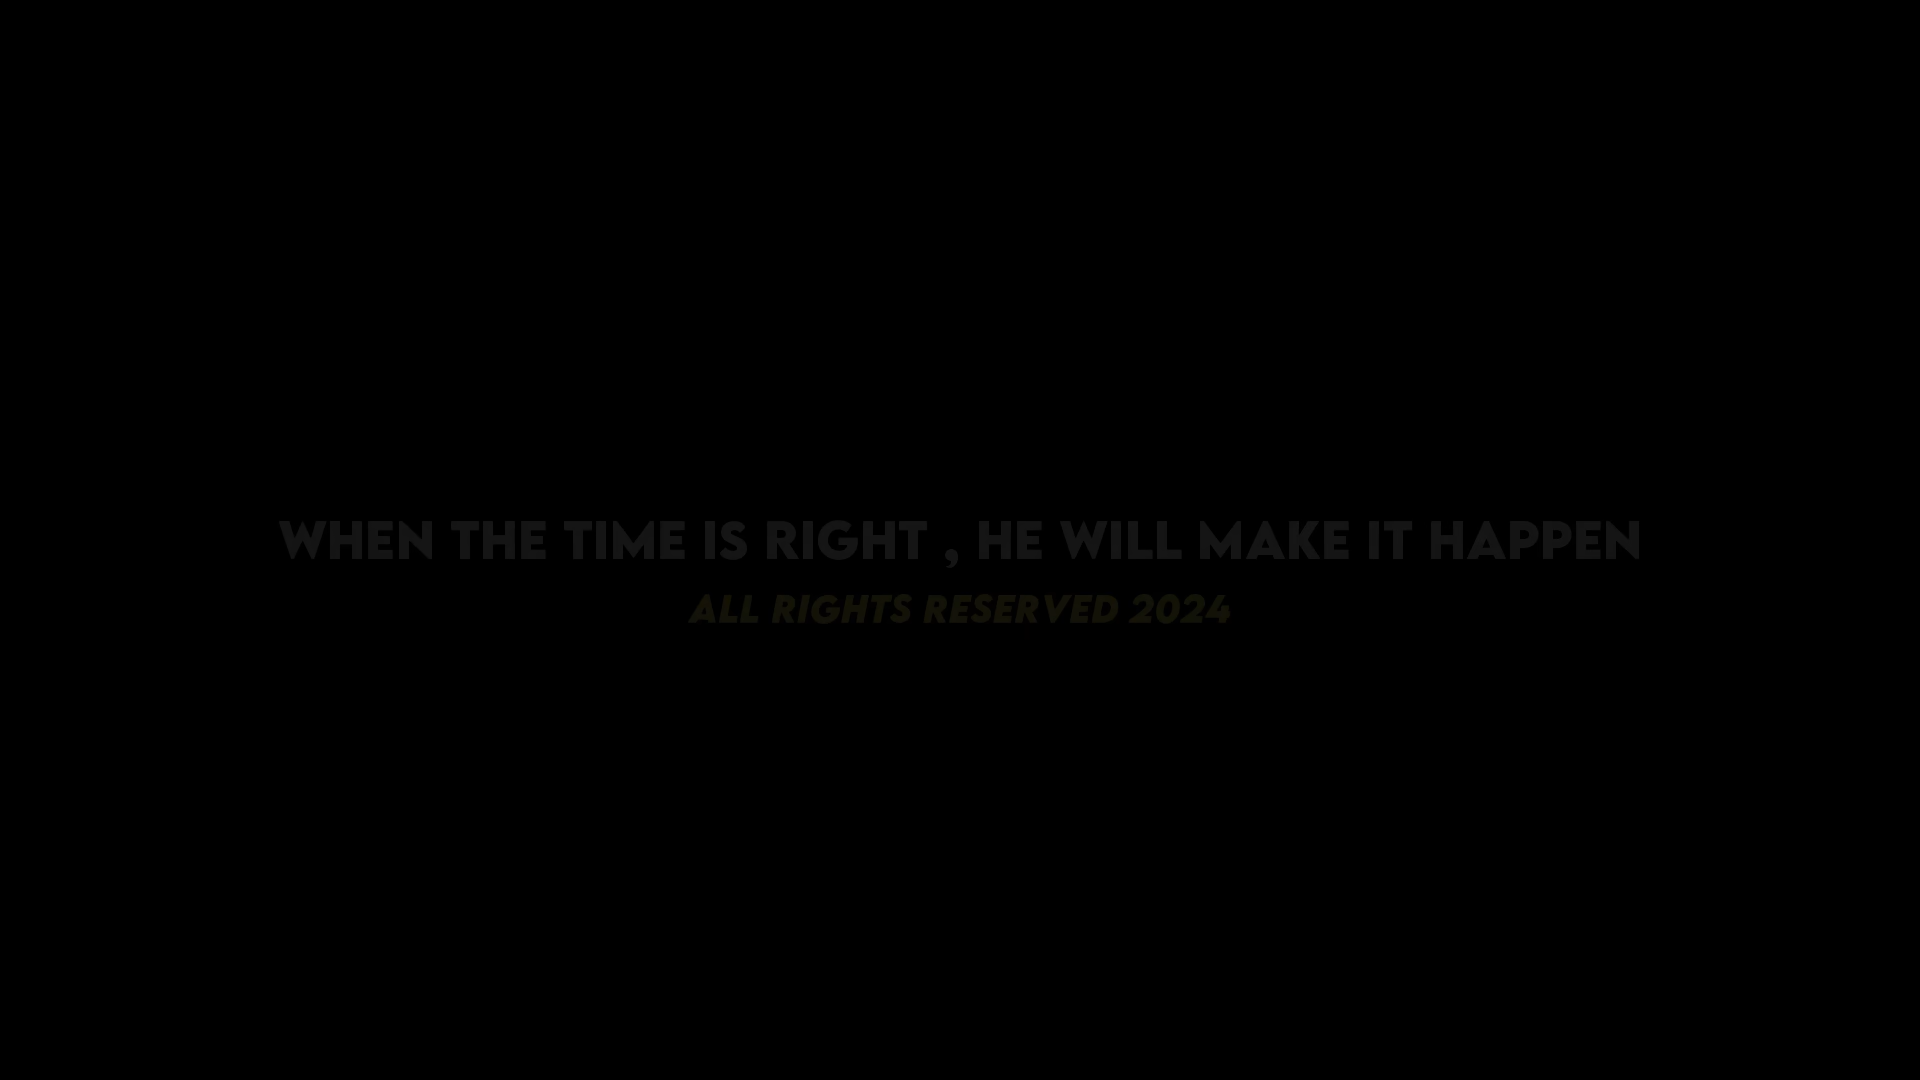 WHEN THE TIME IS RIGHT , HE WILL MAKE IT HAPPEN
ALL RIGHTS RESERVED 2024